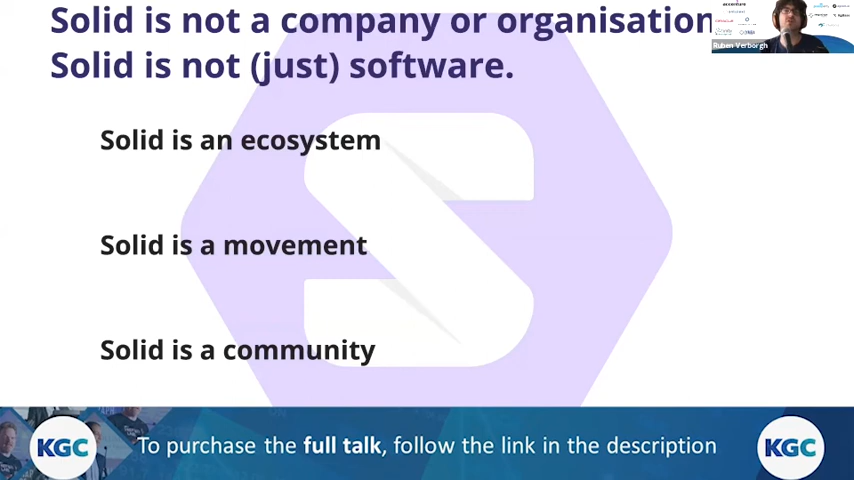 Solid is not a company or organisation
Solid is not (just) software.
accenture
Ruben Verborgh
Solid is an ecosystem
Solid is a movement
Solid is a community
KGC
To purchase the full talk, follow the link in the description
KGC